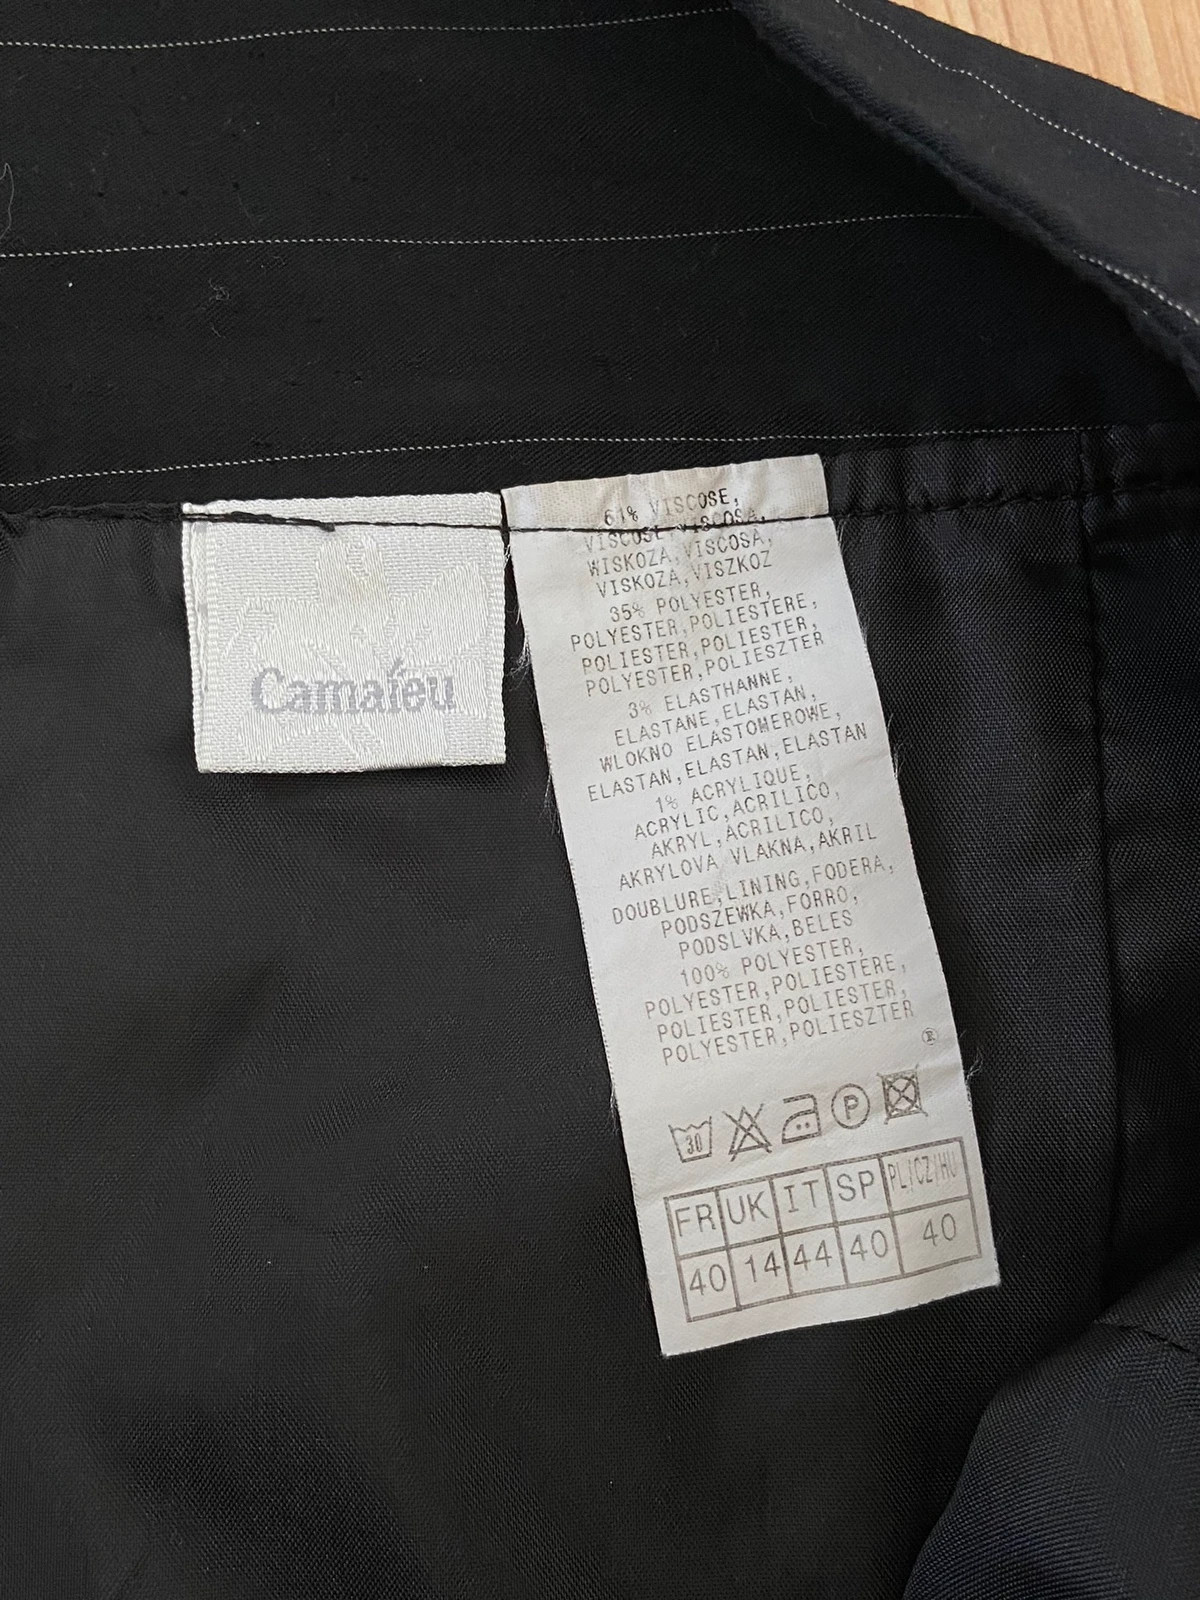 Camaïeu
61% VISCOSE,
VISCOSE,VISCOSA,
WISKOZA,VISCOSA,
VISKOZA,VISZKOZ
35% POLYESTER,
POLYESTER,POLIESTERE,
POLIESTER,POLIESTER,
POLYESTER,POLIESZTER
3% ELASTHANNE,
ELASTANE,ELASTAN,
WLOKNO ELASTOMEROWE,
ELASTAN,ELASTAN,ELASTAN
1% ACRYLIQUE,
ACRYLIC,ACRILICO,
AKRYL,ACRILICO,
AKRYLOVA VLAKNA,AKRIL
DOUBLURE,LINING,FODERA,
PODSZEWKA,FORRO,
PODSLVKA,BELES
100% POLYESTER,
POLYESTER,POLIESTERE,
POLIESTER,POLIESTER,
POLYESTER,POLIESZTER
®
30 P
FR UK IT SP PL/CZ/HU
40 14 44 40 40